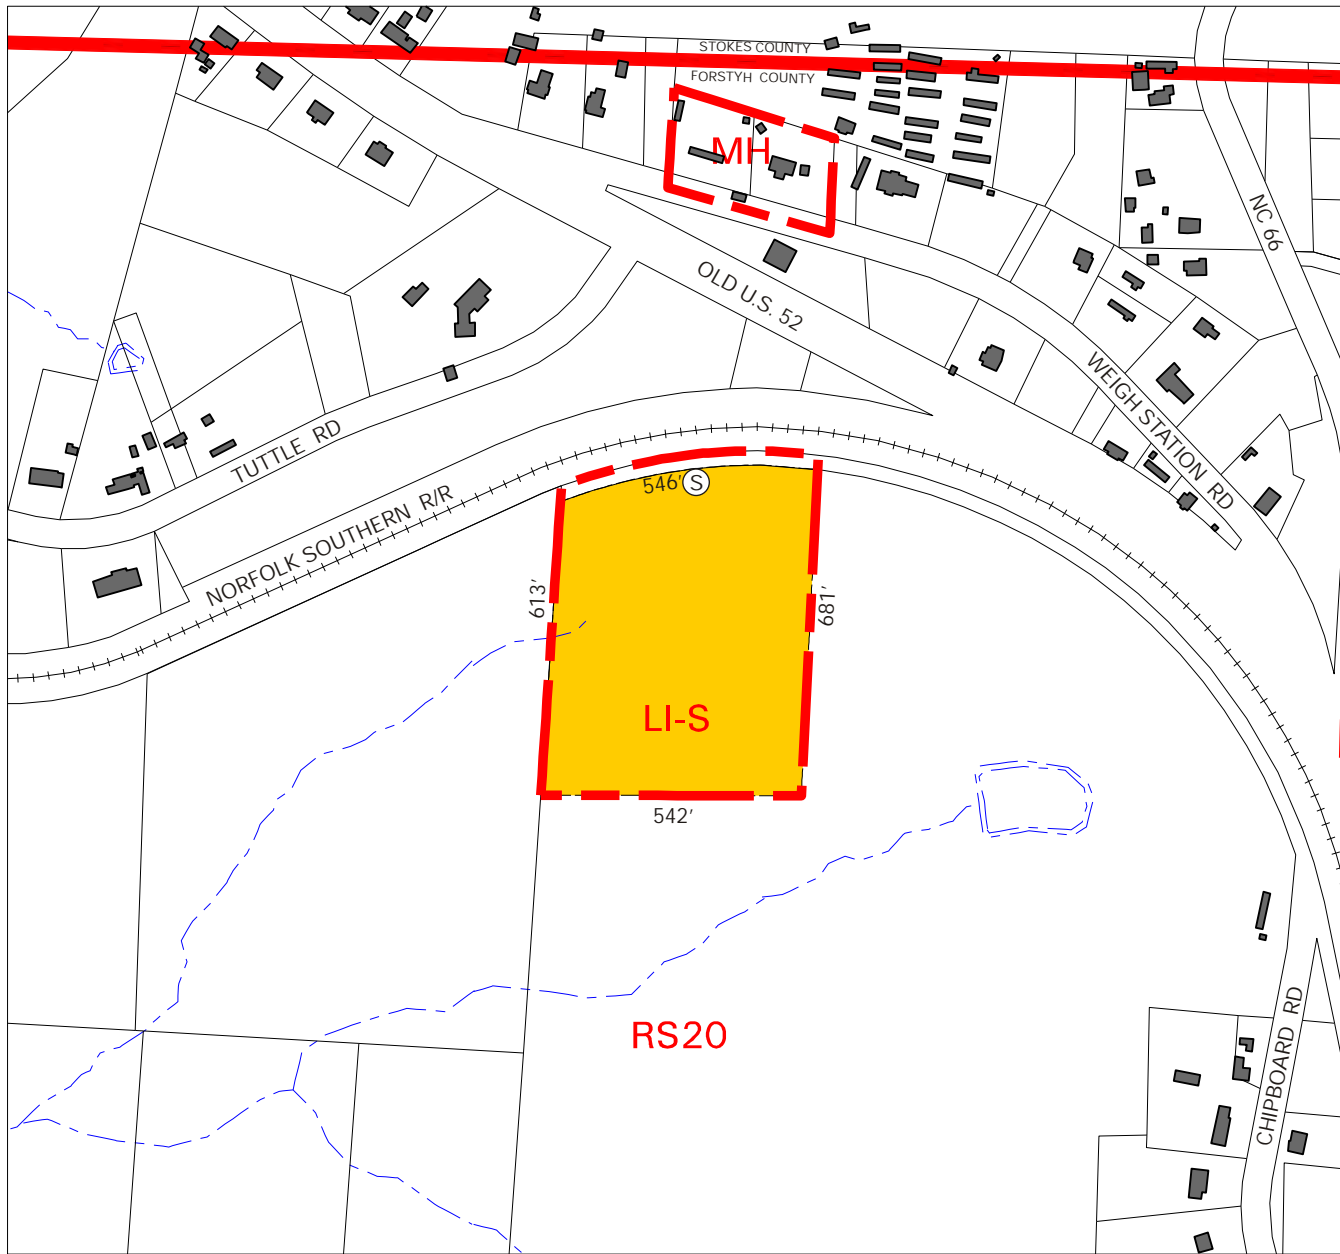 STOKES COUNTY
FORSTYH COUNTY
MH
NC 66
OLD U.S. 52
WEIGH STATION RD
TUTTLE RD
NORFOLK SOUTHERN R/R
546' S
613'
681'
LI-S
542'
RS20
CHIPBOARD RD